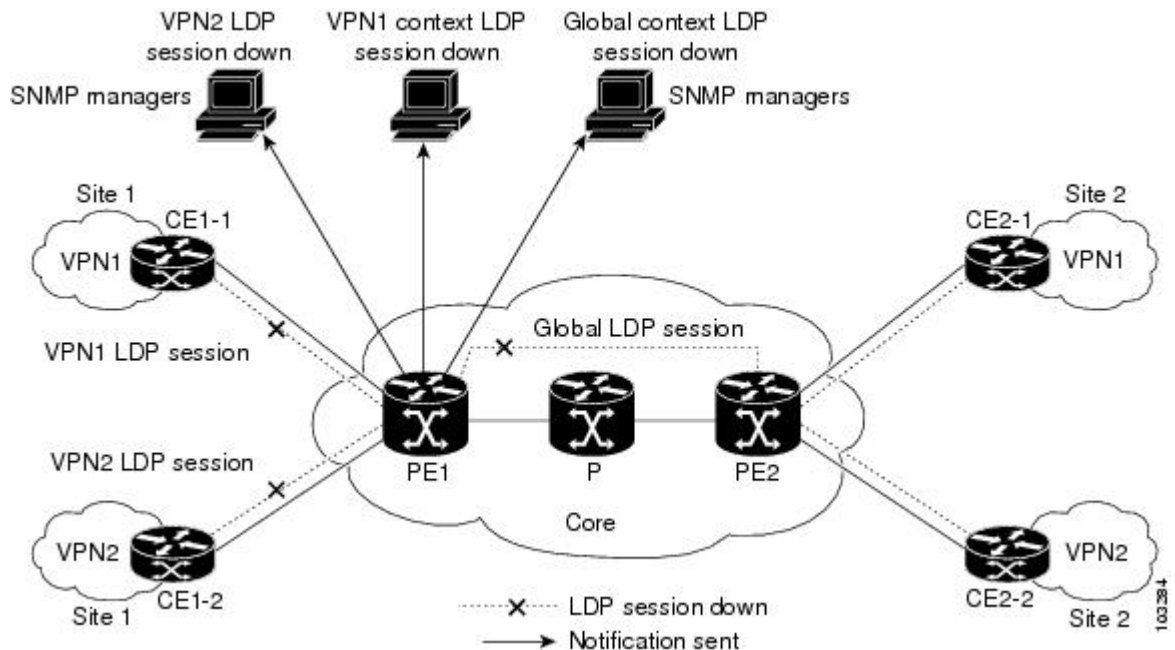 VPN2 LDP
session down
VPN1 context LDP
session down
Global context LDP
session down
SNMP managers
SNMP managers
Site 1
CE1-1
VPN1
Site 2
CE2-1
VPN1
Global LDP session
VPN1 LDP session
VPN2 LDP session
PE1
P
PE2
Core
VPN2
Site 1
CE1-2
VPN2
CE2-2
Site 2
LDP session down
Notification sent
103284